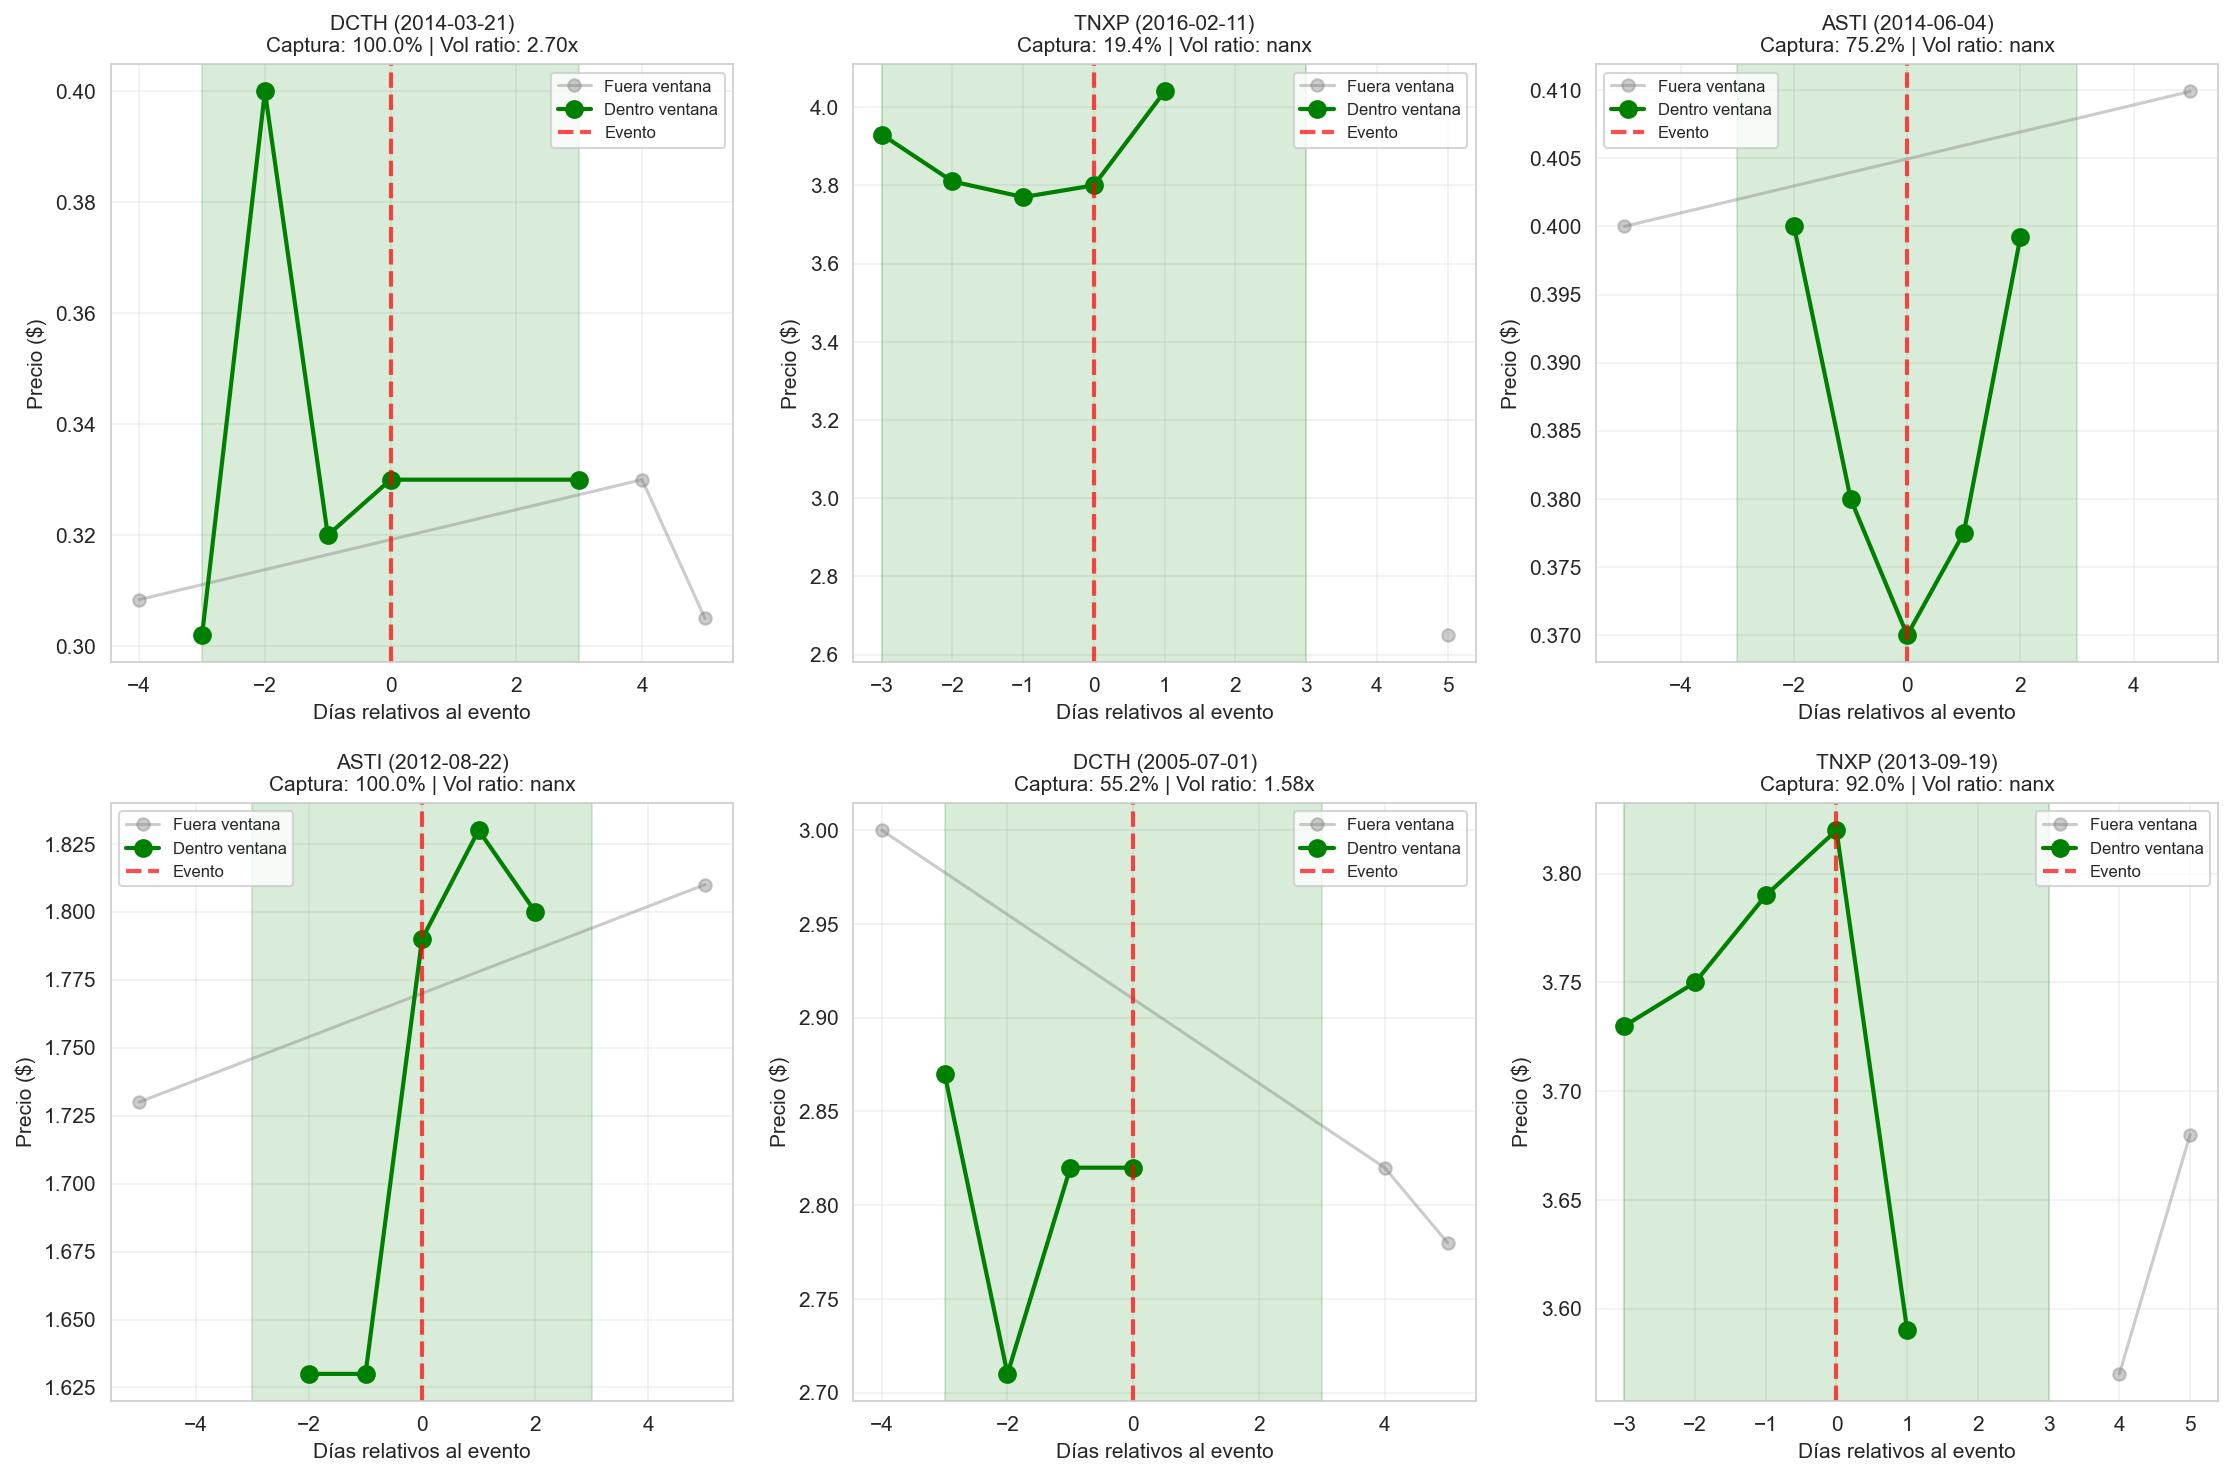 DCTH (2014-03-21)
Captura: 100.0% | Vol ratio: 2.70x
Precio ($)
0.40
0.38
0.36
0.34
0.32
0.30
Fuera ventana
Dentro ventana
Evento
−4
−2
0
2
4
Días relativos al evento
TNXP (2016-02-11)
Captura: 19.4% | Vol ratio: nanx
Precio ($)
4.0
3.8
3.6
3.4
3.2
3.0
2.8
2.6
Fuera ventana
Dentro ventana
Evento
−3
−2
−1
0
1
2
3
4
5
Días relativos al evento
ASTI (2014-06-04)
Captura: 75.2% | Vol ratio: nanx
Precio ($)
0.410
0.405
0.400
0.395
0.390
0.385
0.380
0.375
0.370
Fuera ventana
Dentro ventana
Evento
−4
−2
0
2
4
Días relativos al evento
ASTI (2012-08-22)
Captura: 100.0% | Vol ratio: nanx
Precio ($)
1.825
1.800
1.775
1.750
1.725
1.700
1.675
1.650
1.625
Fuera ventana
Dentro ventana
Evento
−4
−2
0
2
4
Días relativos al evento
DCTH (2005-07-01)
Captura: 55.2% | Vol ratio: 1.58x
Precio ($)
3.00
2.95
2.90
2.85
2.80
2.75
2.70
Fuera ventana
Dentro ventana
Evento
−4
−2
0
2
4
Días relativos al evento
TNXP (2013-09-19)
Captura: 92.0% | Vol ratio: nanx
Precio ($)
3.80
3.75
3.70
3.65
3.60
Fuera ventana
Dentro ventana
Evento
−3
−2
−1
0
1
2
3
4
5
Días relativos al evento